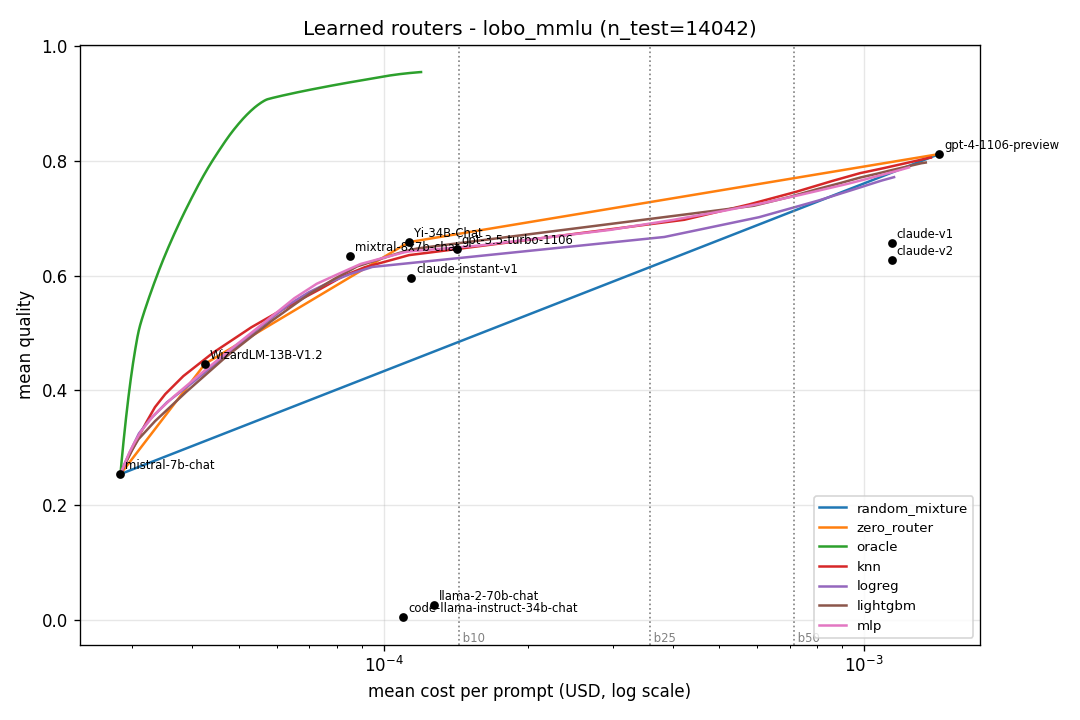 Learned routers - lobo_mmlu (n_test=14042)
mean quality
1.0
0.8
0.6
0.4
0.2
0.0
gpt-4-1106-preview
claude-v1
claude-v2
Yi-34B-Chat
gpt-3.5-turbo-1106
mixtral-8x7b-chat
claude-instant-v1
WizardLM-13B-V1.2
mistral-7b-chat
llama-2-70b-chat
code-llama-instruct-34b-chat
b10
b25
b50
random_mixture
zero_router
oracle
knn
logreg
lightgbm
mlp
10⁻⁴
10⁻³
mean cost per prompt (USD, log scale)